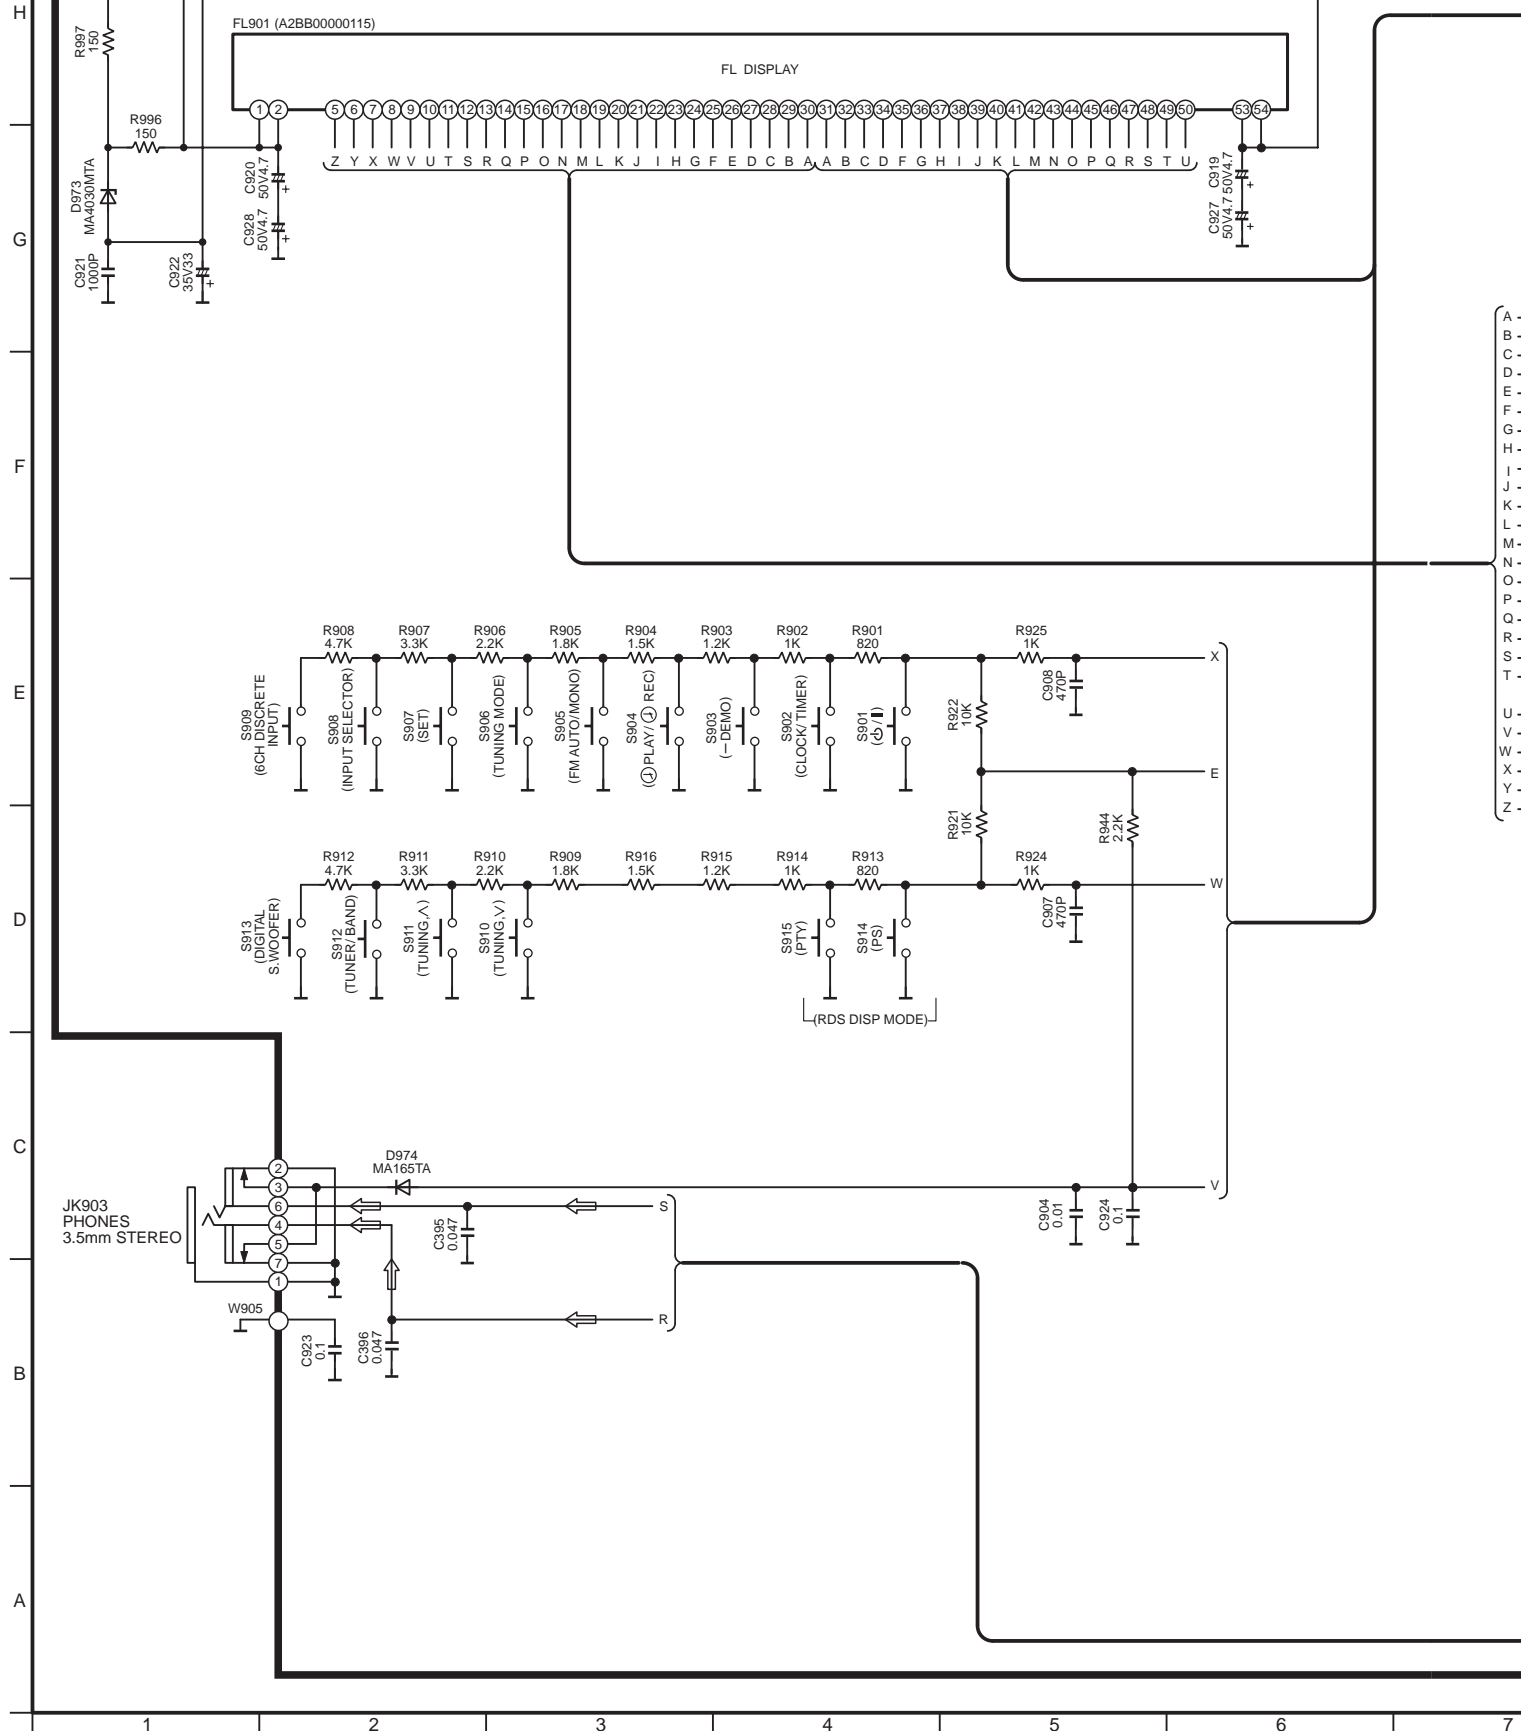 H
FL901 (A2BB00000115)
R997
150
FL DISPLAY
1 2 5 6 7 8 9 10 11 12 13 14 15 16 17 18 19 20 21 22 23 24 25 26 27 28 29 30 31 32 33 34 35 36 37 38 39 40 41 42 43 44 45 46 47 48 49 50 53 54
R996
150
Z Y X W V U T S R Q P O N M L K J I H G F E D C B A A B C D F G H I J K L M N O P Q R S T U
D973
MA4030MTA
C920
50V4.7
+
C928
50V4.7
+
C919
50V4.7
+
C927
50V4.7
+
G
C921
1000P
C922
35V33
+
A
B
C
D
E
F
G
H
I
J
K
L
M
N
O
P
Q
R
S
T
U
V
W
X
Y
Z
F
R908
4.7K
R907
3.3K
R906
2.2K
R905
1.8K
R904
1.5K
R903
1.2K
R902
1K
R901
820
R925
1K
X
E
S909
(6CH DISCRETE
INPUT)
S908
(INPUT SELECTOR)
S907
(SET)
S906
(TUNING MODE)
S905
(FM AUTO/MONO)
S904
(PLAY/ REC)
S903
(—DEMO)
S902
(CLOCK/TIMER)
S901
(⏻/I)
R922
10K
C908
470P
E
R921
10K
R944
2.2K
R912
4.7K
R911
3.3K
R910
2.2K
R909
1.8K
R916
1.5K
R915
1.2K
R914
1K
R913
820
R924
1K
W
D
S913
(DIGITAL
S.WOOFER)
S912
(TUNER/BAND)
S911
(TUNING,∧)
S910
(TUNING,∨)
S915
(PTY)
S914
(PS)
C907
470P
(RDS DISP MODE)
C
D974
MA165TA
2
3
6
4
5
7
1
V
JK903
PHONES
3.5mm STEREO
S
C395
0.047
C904
0.01
C924
0.1
W905
R
C923
0.1
C396
0.047
B
A
1 2 3 4 5 6 7